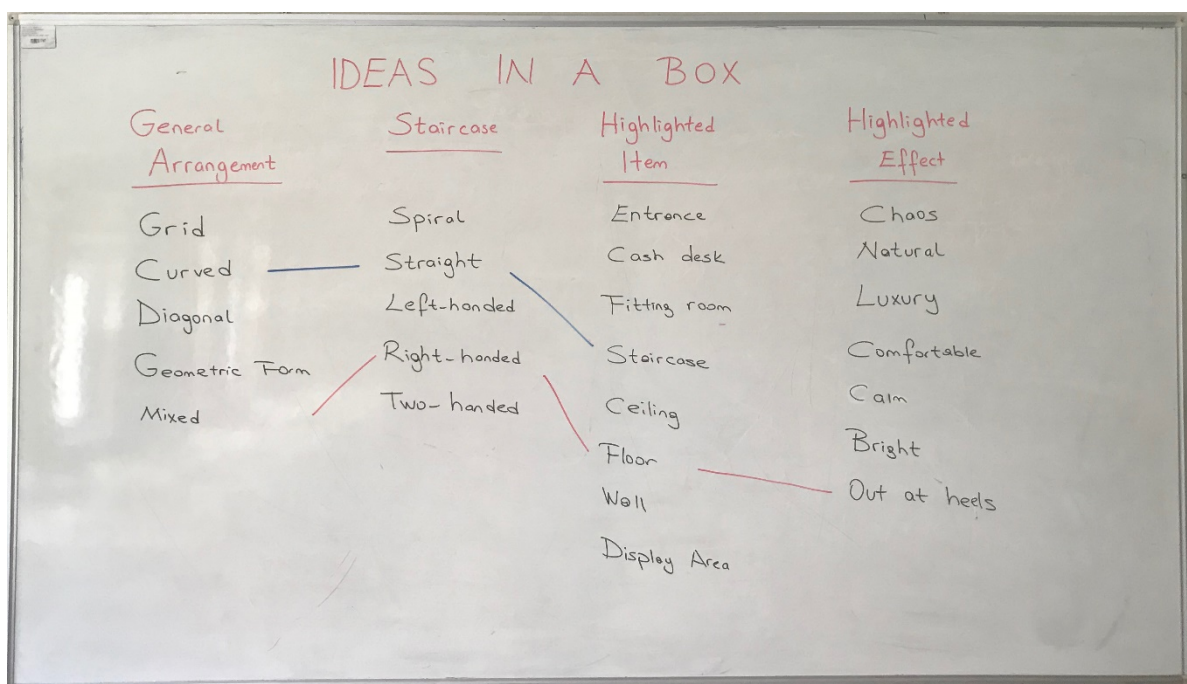 IDEAS IN A BOX
General
Arrangement
Grid
Curved
Diagonal
Geometric Form
Mixed
Staircase
Spiral
Straight
Left-handed
Right-handed
Two-handed
Highlighted
Item
Entrance
Cash desk
Fitting room
Staircase
Ceiling
Floor
Wall
Display Area
Highlighted
Effect
Chaos
Natural
Luxury
Comfortable
Calm
Bright
Out at heels